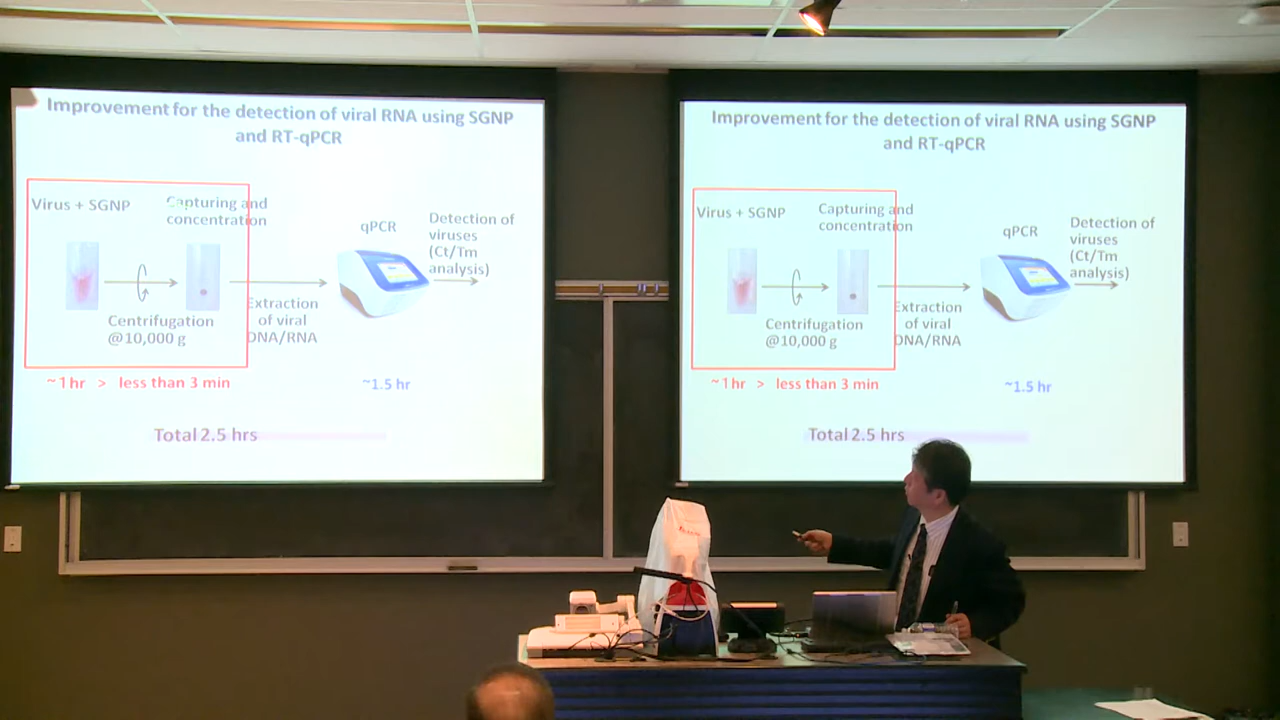 Improvement for the detection of viral RNA using SGNP
and RT-qPCR
Virus + SGNP
Capturing and
concentration
Centrifugation
@10,000 g
Extraction
of viral
DNA/RNA
qPCR
Detection of
viruses
(Ct/Tm
analysis)
~1 hr > less than 3 min
~1.5 hr
Total 2.5 hrs
Improvement for the detection of viral RNA using SGNP
and RT-qPCR
Virus + SGNP
Capturing and
concentration
Centrifugation
@10,000 g
Extraction
of viral
DNA/RNA
qPCR
Detection of
viruses
(Ct/Tm
analysis)
~1 hr > less than 3 min
~1.5 hr
Total 2.5 hrs